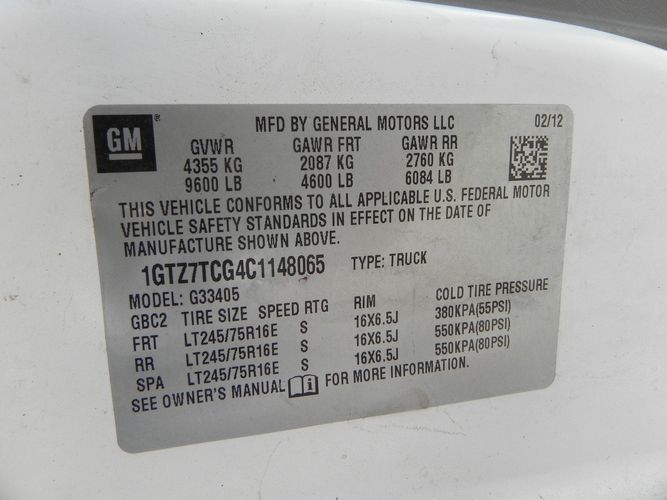 GM ®
MFD BY GENERAL MOTORS LLC 02/12
GVWR GAWR FRT GAWR RR
4355 KG 2087 KG 2760 KG
9600 LB 4600 LB 6084 LB
THIS VEHICLE CONFORMS TO ALL APPLICABLE U.S. FEDERAL MOTOR
VEHICLE SAFETY STANDARDS IN EFFECT ON THE DATE OF
MANUFACTURE SHOWN ABOVE.
1GTZ7TCG4C1148065 TYPE: TRUCK
MODEL: G33405
GBC2 TIRE SIZE SPEED RTG RIM COLD TIRE PRESSURE
FRT LT245/75R16E S 16X6.5J 380KPA(55PSI)
RR LT245/75R16E S 16X6.5J 550KPA(80PSI)
SPA LT245/75R16E S 16X6.5J 550KPA(80PSI)
SEE OWNER'S MANUAL i FOR MORE INFORMATION.